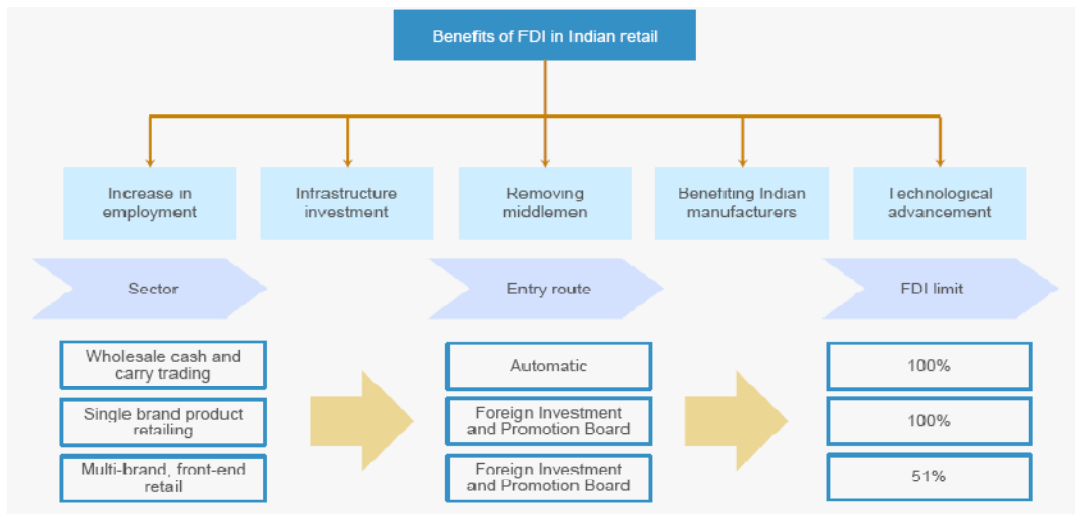 Benefits of FDI in Indian retail
Increase in
employment
Infrastructure
investment
Removing
middlemen
Benefiting Indian
manufacturers
Technological
advancement
Sector
Entry route
FDI limit
Wholesale cash and
carry trading
Automatic
100%
Single brand product
retailing
Foreign Investment
and Promotion Board
100%
Multi-brand, front-end
retail
Foreign Investment
and Promotion Board
51%